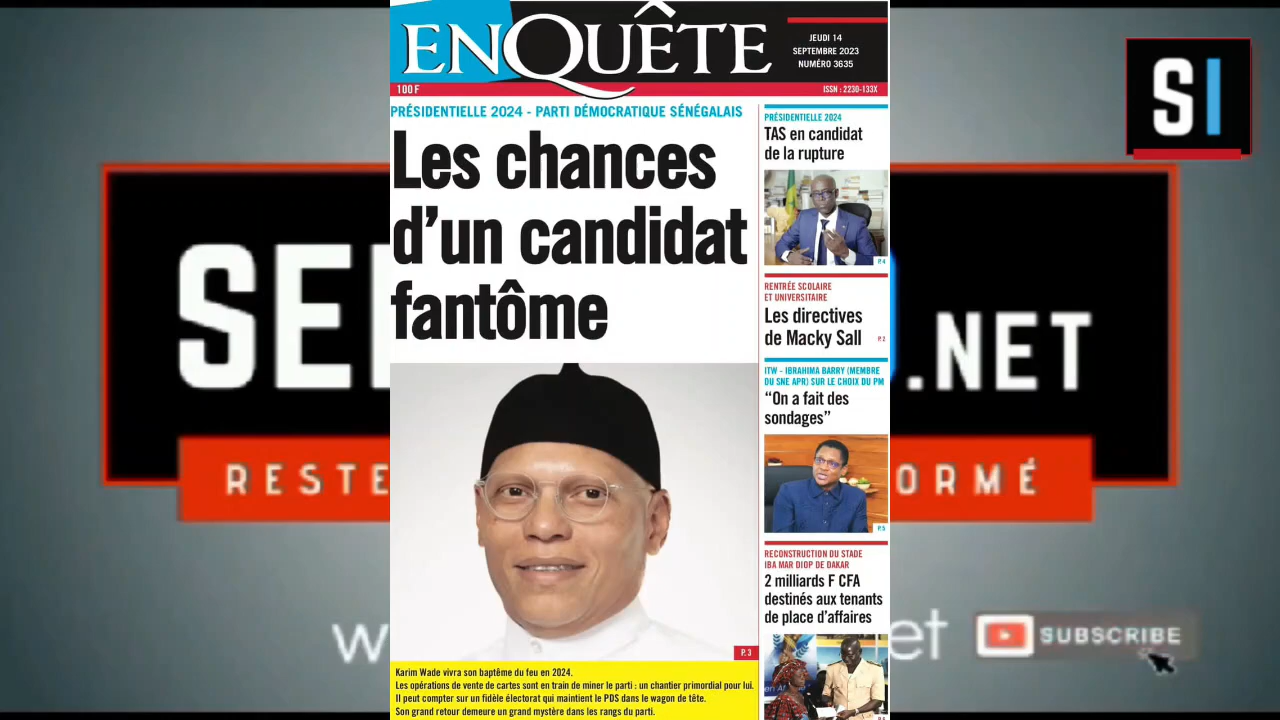 ENQUÊTE
JEUDI 14
SEPTEMBRE 2023
NUMÉRO 3635
100 F
ISSN : 2230-133X
PRÉSIDENTIELLE 2024 - PARTI DÉMOCRATIQUE SÉNÉGALAIS
Les chances
d’un candidat
fantôme
P. 3
Karim Wade vivra son baptême du feu en 2024.
Les opérations de vente de cartes sont en train de miner le parti ; un chantier primordial pour lui.
Il peut compter sur un fidèle électorat qui maintient le PDS dans le wagon de tête.
Son grand retour demeure un grand mystère dans les rangs du parti.
PRÉSIDENTIELLE 2024
TAS en candidat
de la rupture
P. 4
RENTRÉE SCOLAIRE
ET UNIVERSITAIRE
Les directives
de Macky Sall
P. 2
ITW - IBRAHIMA BARRY (MEMBRE
DU SNE APR) SUR LE CHOIX DU PM
“On a fait des
sondages”
P. 5
RECONSTRUCTION DU STADE
IBA MAR DIOP DE DAKAR
2 milliards F CFA
destinés aux tenants
de place d’affaires
SI
SE
.NET
RESTE
ORMÉ
w
et
SUBSCRIBE